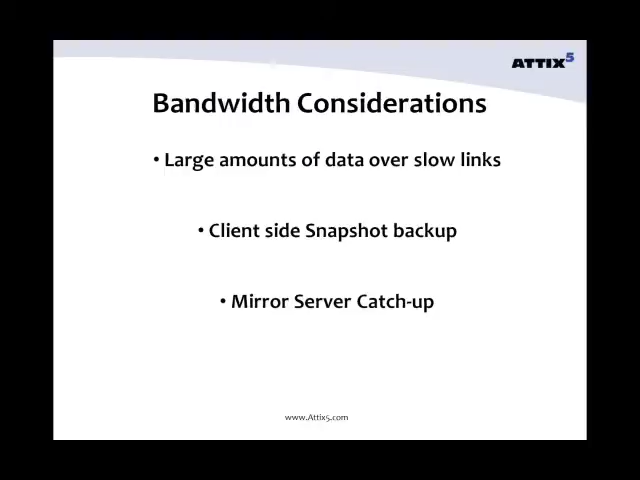 ATTIX5
Bandwidth Considerations
• Large amounts of data over slow links
• Client side Snapshot backup
• Mirror Server Catch-up
www.Attix5.com